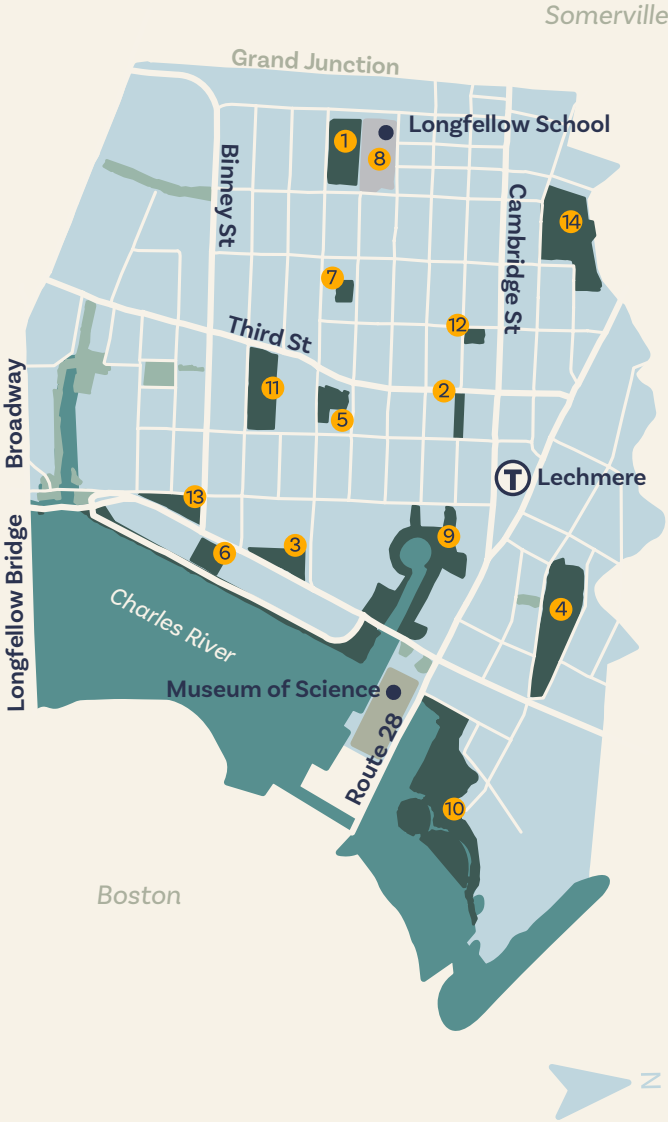 Somerville
Grand Junction
Longfellow School
1
8
Binney St
Cambridge St
14
7
12
Third St
11
5
2
Broadway
T
Lechmere
13
6
3
9
4
Longfellow Bridge
Charles River
Museum of Science
Route 28
10
Boston
N